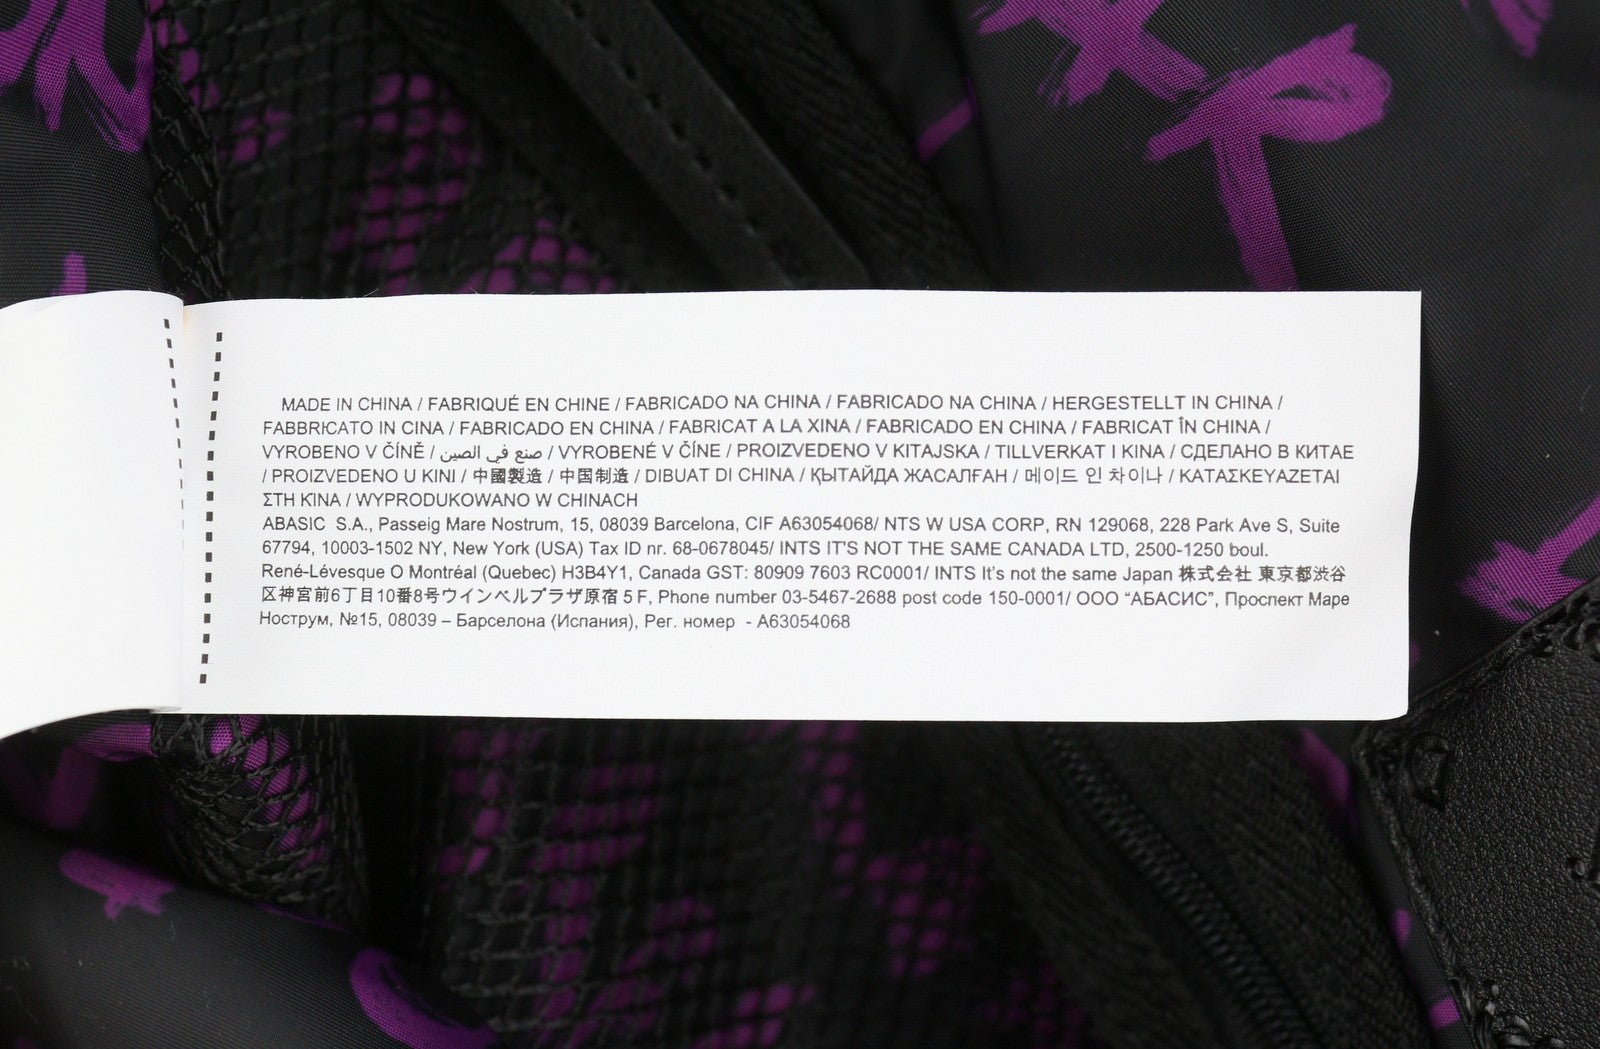 MADE IN CHINA / FABRIQUÉ EN CHINE / FABRICADO NA CHINA / FABRICADO NA CHINA / HERGESTELLT IN CHINA /
FABBRICATO IN CINA / FABRICADO EN CHINA / FABRICAT A LA XINA / FABRICADO EN CHINA / FABRICAT ÎN CHINA /
VYROBENO V ČÍNĚ / صنع في الصين / VYROBENÉ V ČÍNE / PROIZVEDENO V KITAJSKA / TILLVERKAT I KINA / СДЕЛАНО В КИТАЕ
/ PROIZVEDENO U KINI / 中國製造 / 中国制造 / DIBUAT DI CHINA / ҚЫТАЙДА ЖАСАЛҒАН / 메이드 인 차이나 / ΚΑΤΑΣΚΕΥΑΖΕΤΑΙ
ΣΤΗ ΚΊΝΑ / WYPRODUKOWANO W CHINACH
ABASIC S.A., Passeig Mare Nostrum, 15, 08039 Barcelona, CIF A63054068/ NTS W USA CORP, RN 129068, 228 Park Ave S, Suite
67794, 10003-1502 NY, New York (USA) Tax ID nr. 68-0678045/ INTS IT'S NOT THE SAME CANADA LTD, 2500-1250 boul.
René-Lévesque O Montréal (Quebec) H3B4Y1, Canada GST: 80909 7603 RC0001/ INTS It's not the same Japan 株式会社 東京都渋谷
区神宮前6丁目10番8号ウインベルプラザ原宿 5 F, Phone number 03-5467-2688 post code 150-0001/ ООО “АБАСИС”, Проспект Маре
Нострум, №15, 08039 – Барселона (Испания), Рег. номер - A63054068